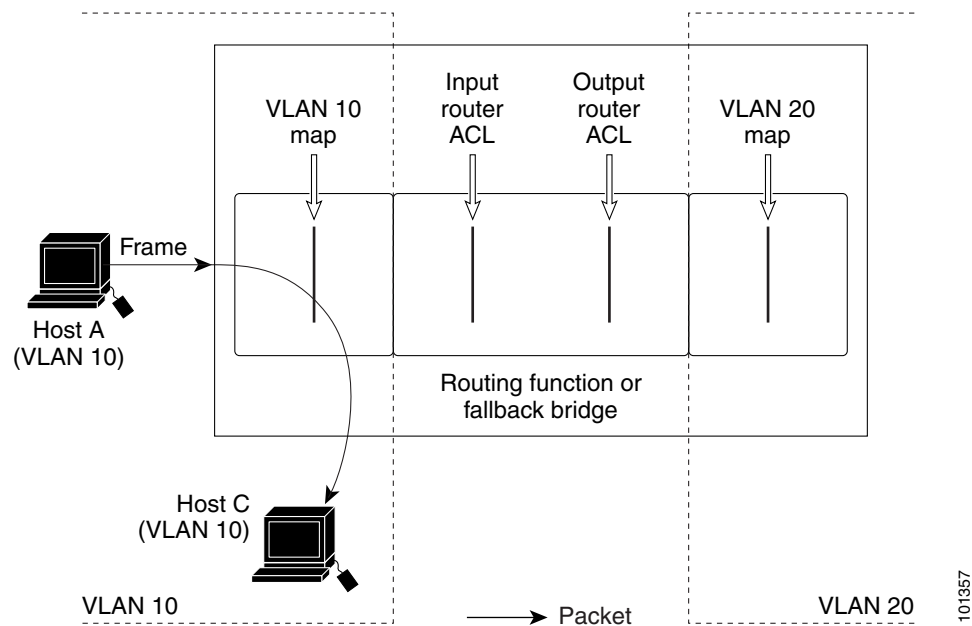 VLAN 10
map
Input
router
ACL
Output
router
ACL
VLAN 20
map
Frame
Host A
(VLAN 10)
Routing function or
fallback bridge
Host C
(VLAN 10)
VLAN 10
Packet
VLAN 20
101357